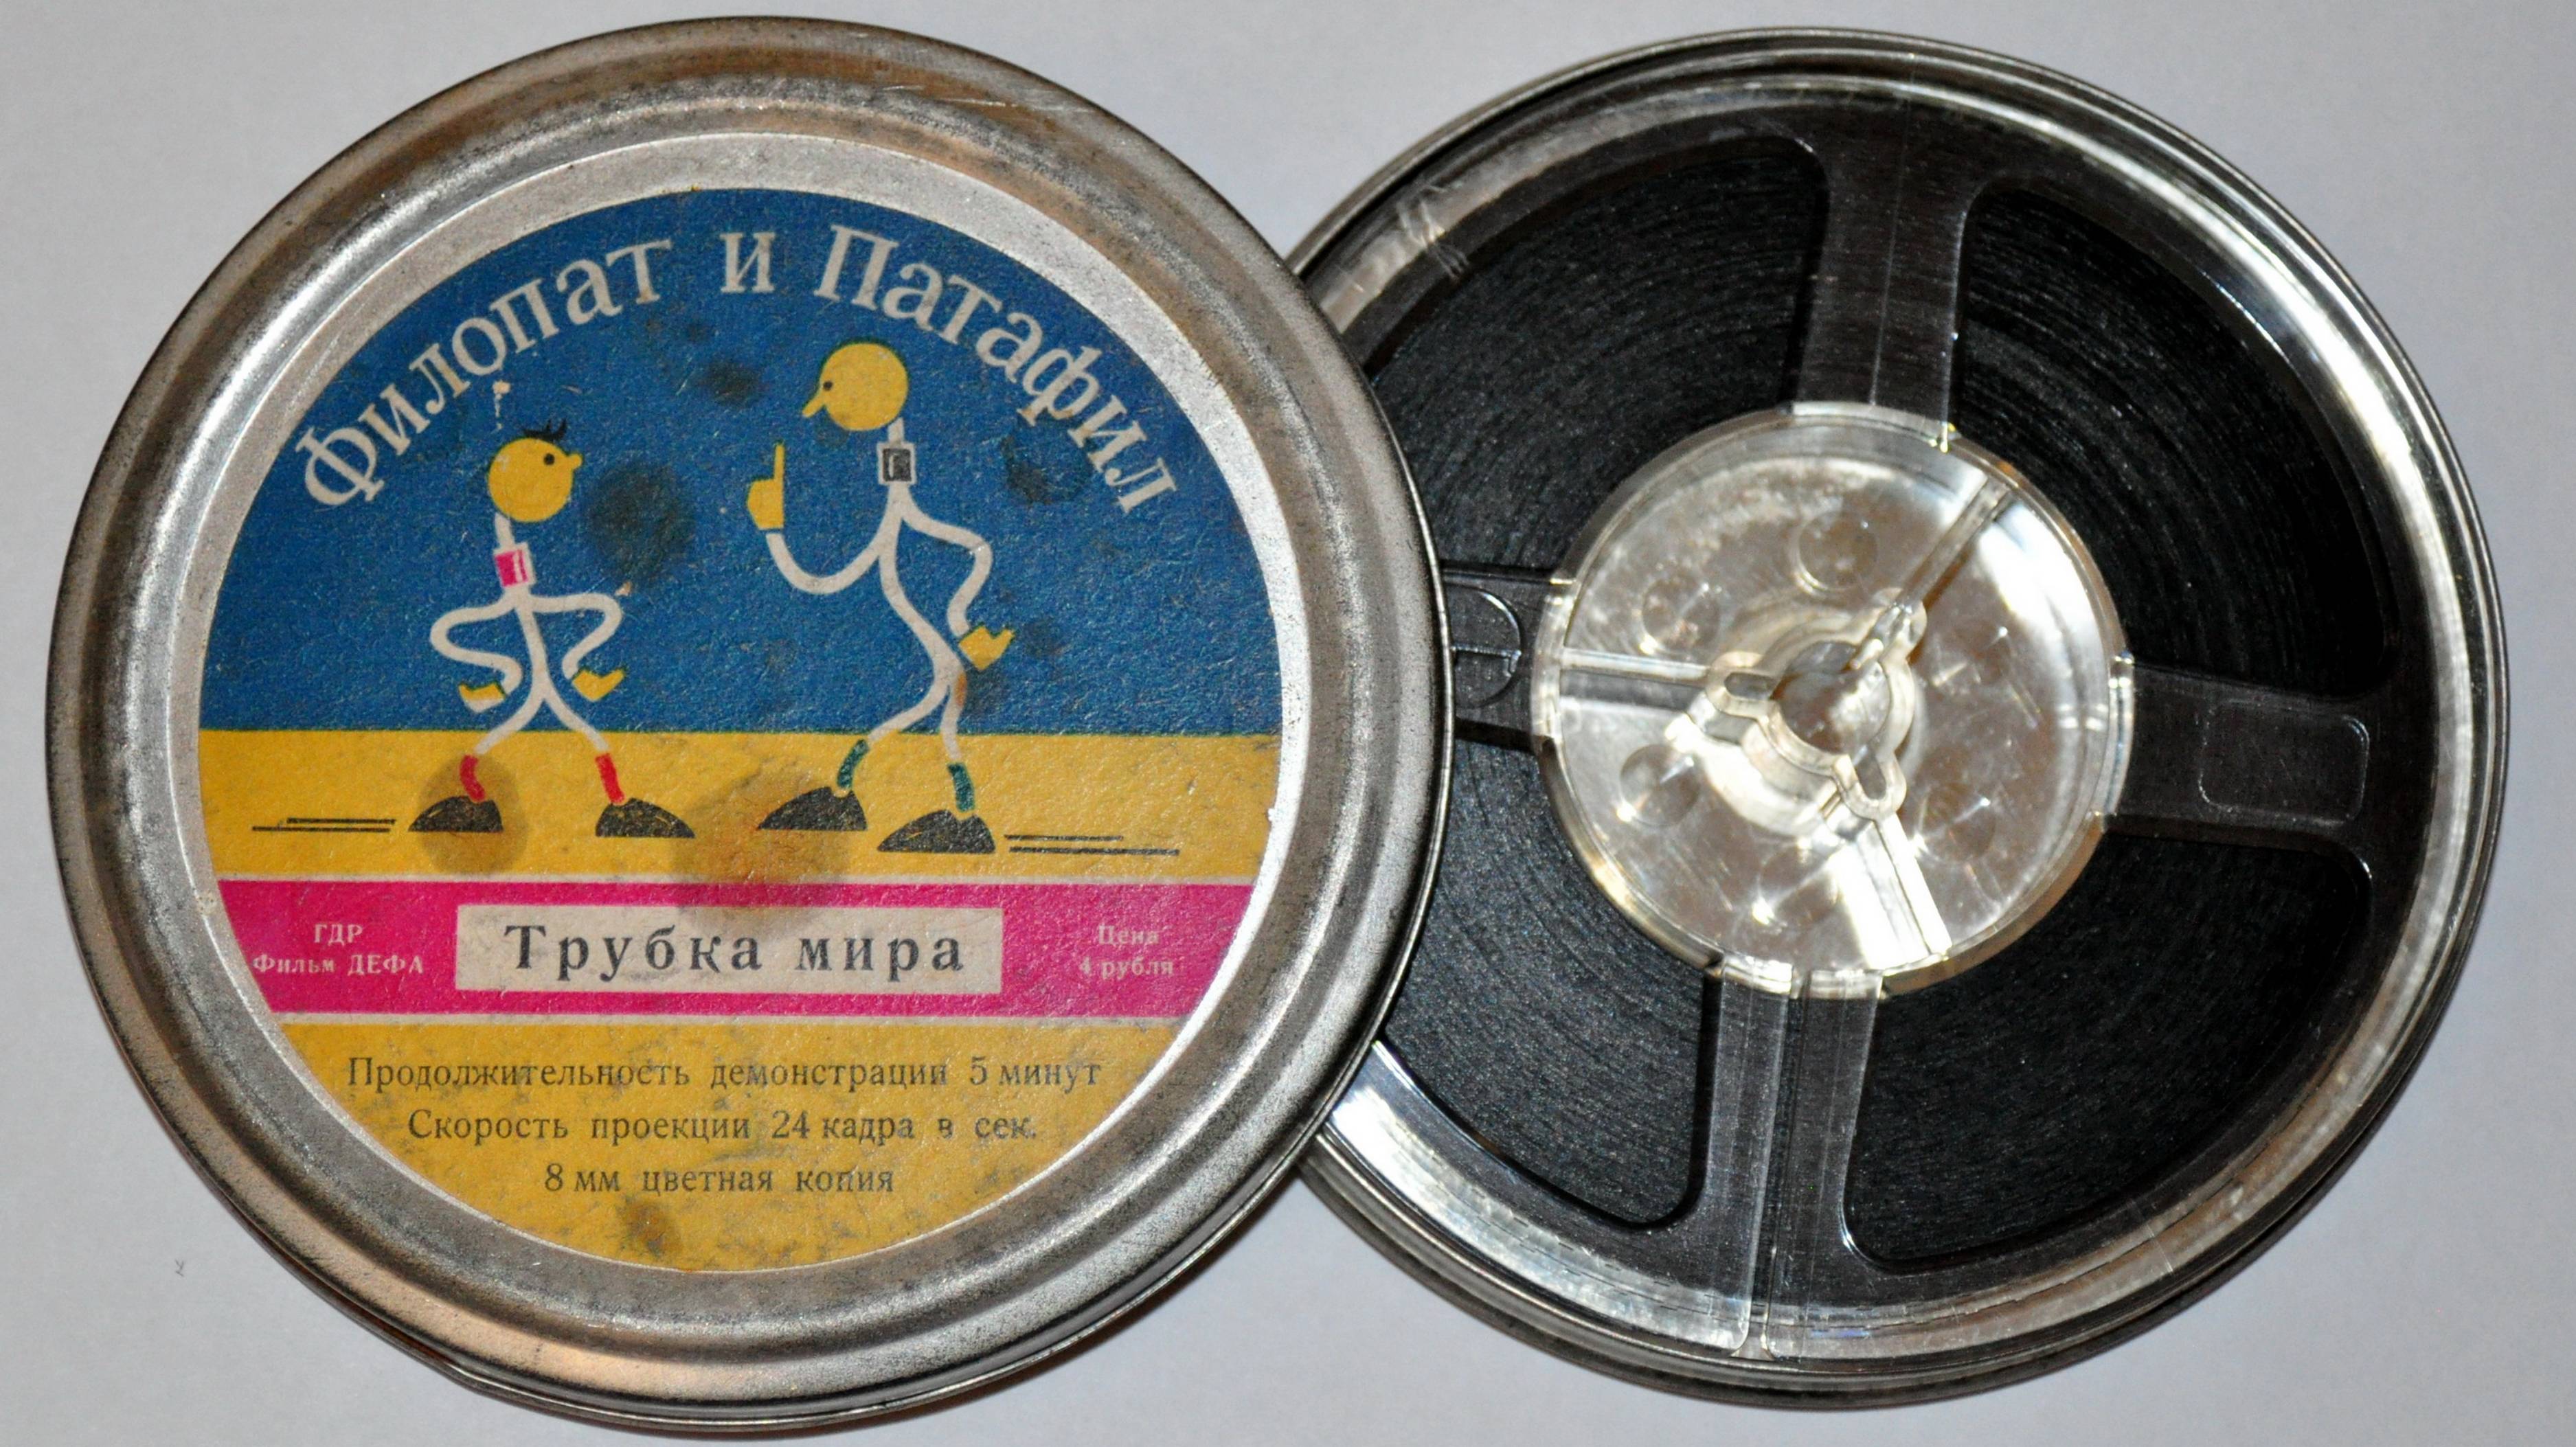 Филопат и Патафил
ГДР
Фильм ДЕФА
Трубка мира
Цена
4 рубля
Продолжительность демонстрации 5 минут
Скорость проекции 24 кадра в сек.
8 мм цветная копия